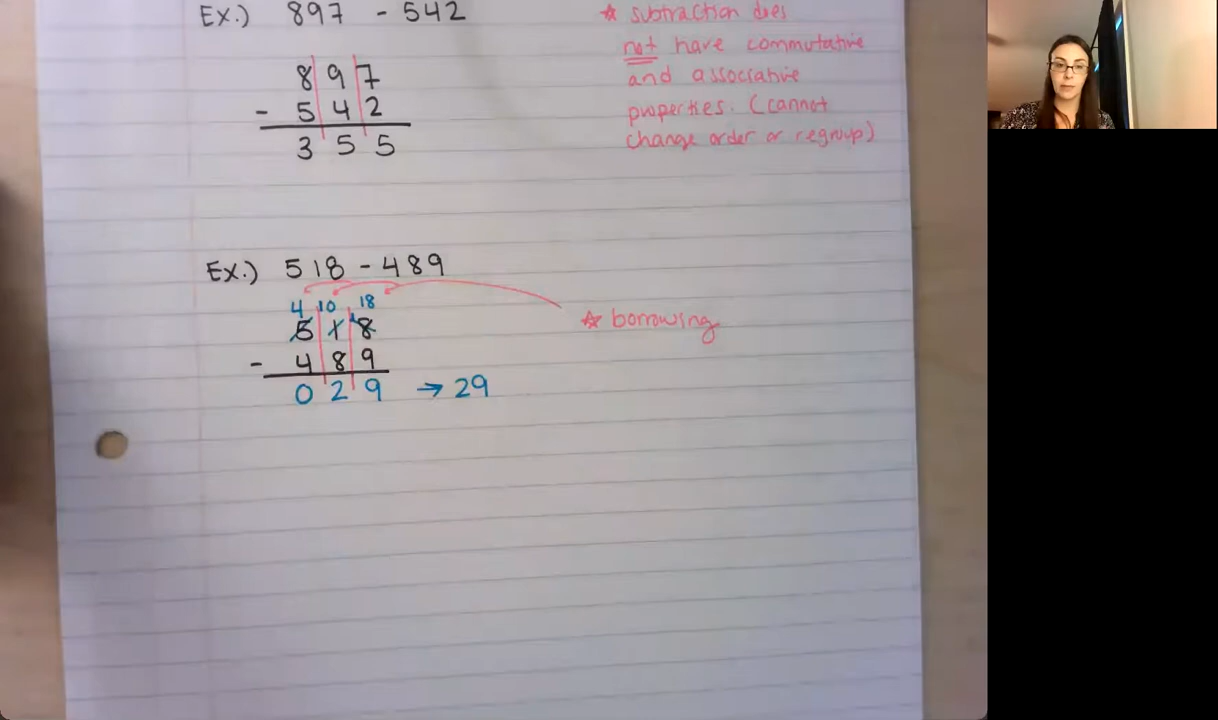 Ex.) 897 - 542
8 9 7
- 5 4 2
3 5 5
☆ subtraction does
not have commutative
and associative
properties. (cannot
change order or regroup)
Ex.) 518 - 489
4 10 18
5 1 8
- 4 8 9
0 2 9 → 29
☆ borrowing